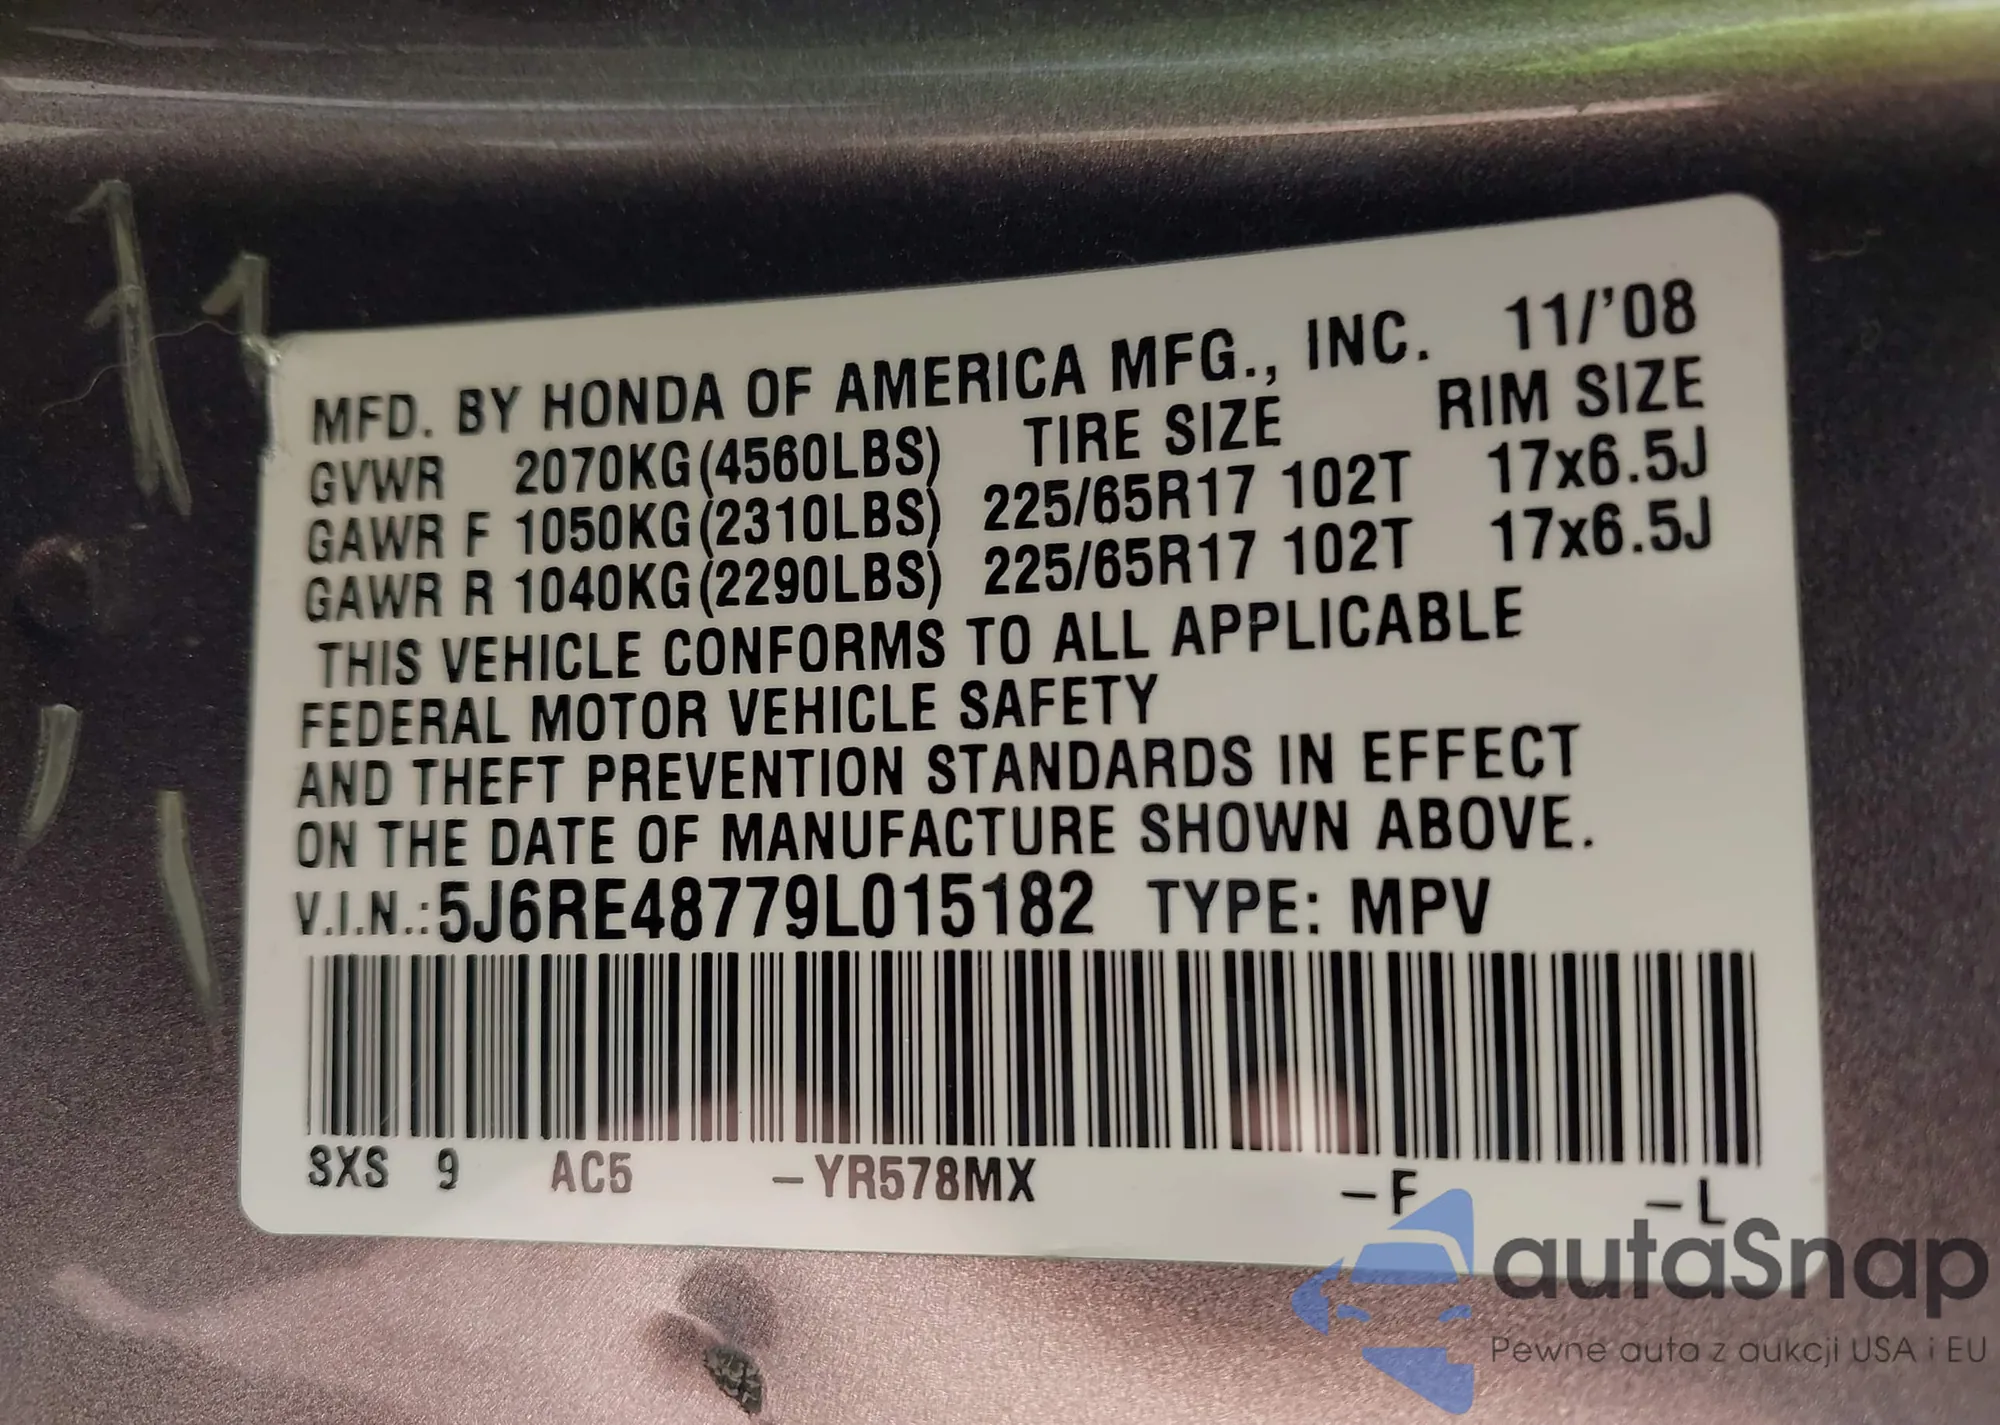 MFD. BY HONDA OF AMERICA MFG., INC. 11/'08
GVWR 2070KG(4560LBS) TIRE SIZE RIM SIZE
GAWR F 1050KG(2310LBS) 225/65R17 102T 17x6.5J
GAWR R 1040KG(2290LBS) 225/65R17 102T 17x6.5J
THIS VEHICLE CONFORMS TO ALL APPLICABLE
FEDERAL MOTOR VEHICLE SAFETY
AND THEFT PREVENTION STANDARDS IN EFFECT
ON THE DATE OF MANUFACTURE SHOWN ABOVE.
V.I.N.:5J6RE48779L015182 TYPE: MPV
SXS 9 AC5 –YR578MX –F –L
autaSnap
Pewne auta z aukcji USA i EU